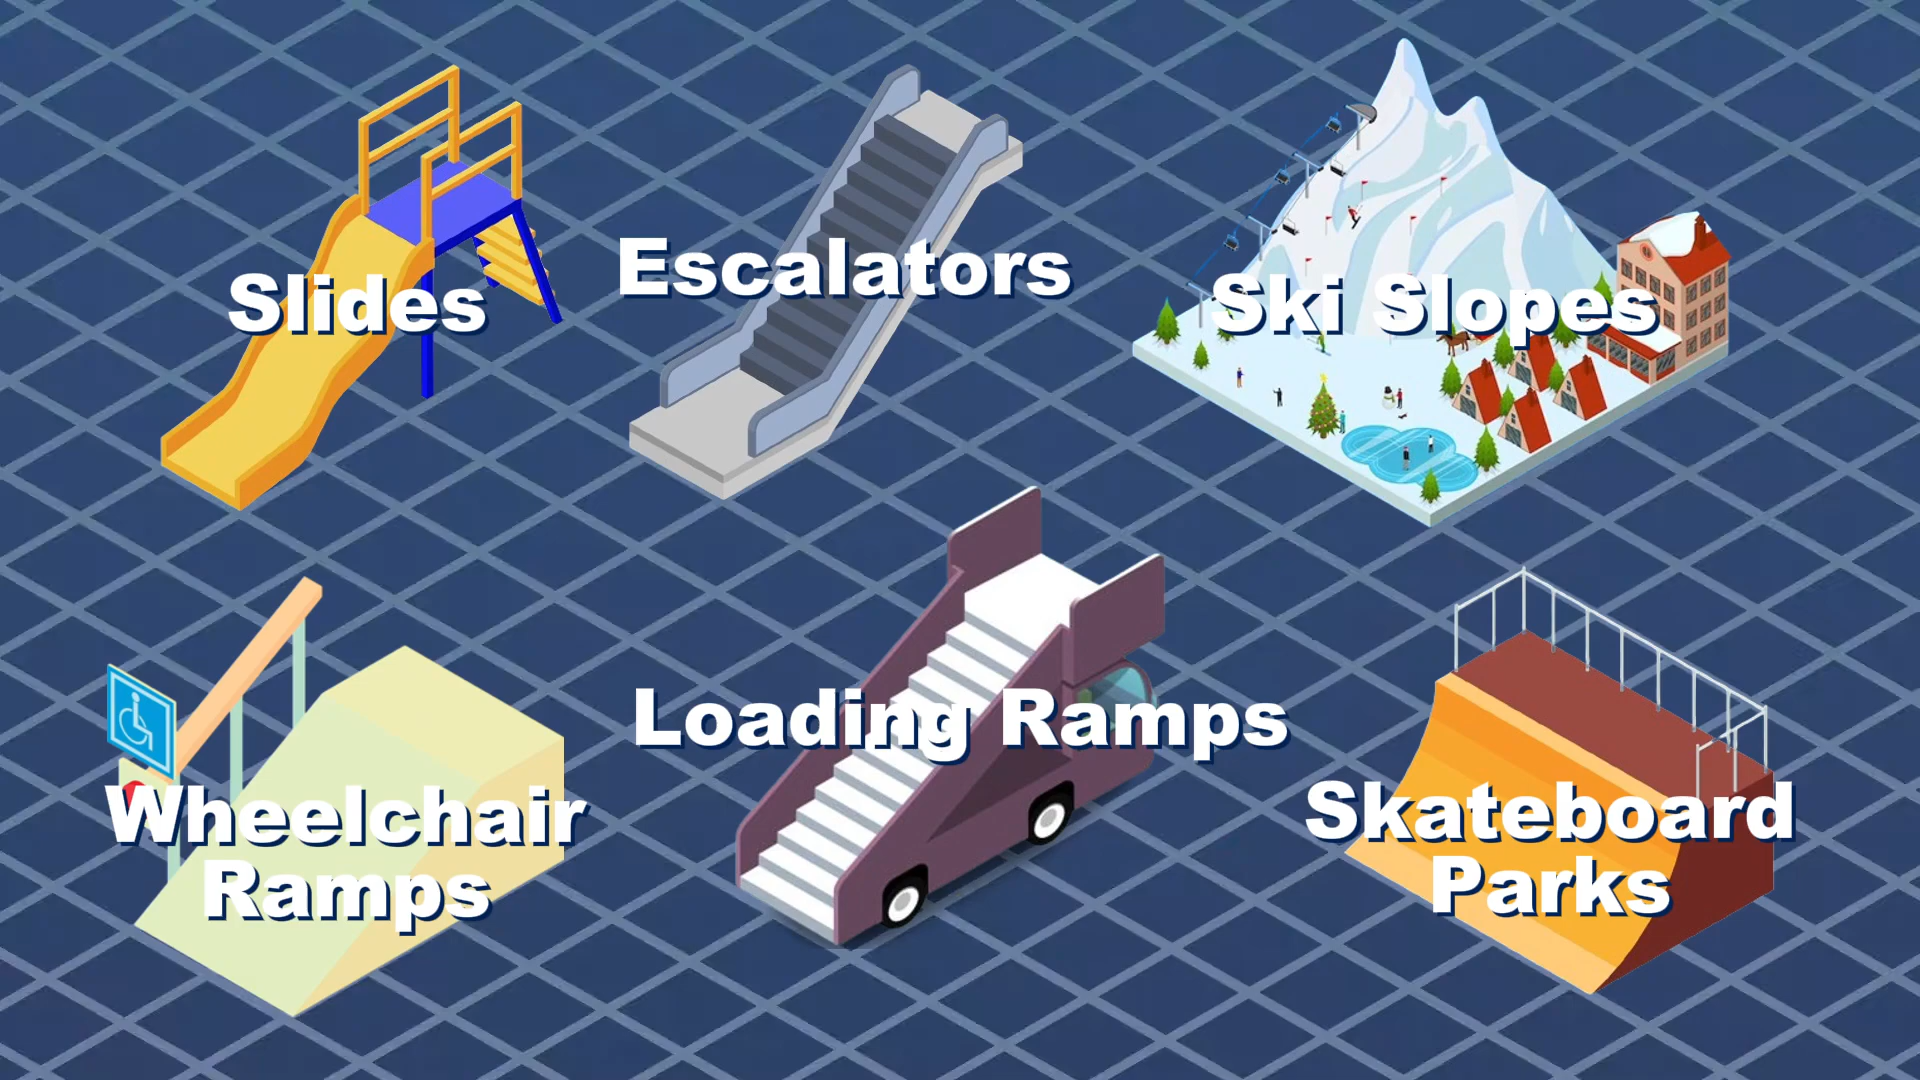 Slides
Escalators
Ski Slopes
Wheelchair
Ramps
Loading Ramps
Skateboard
Parks